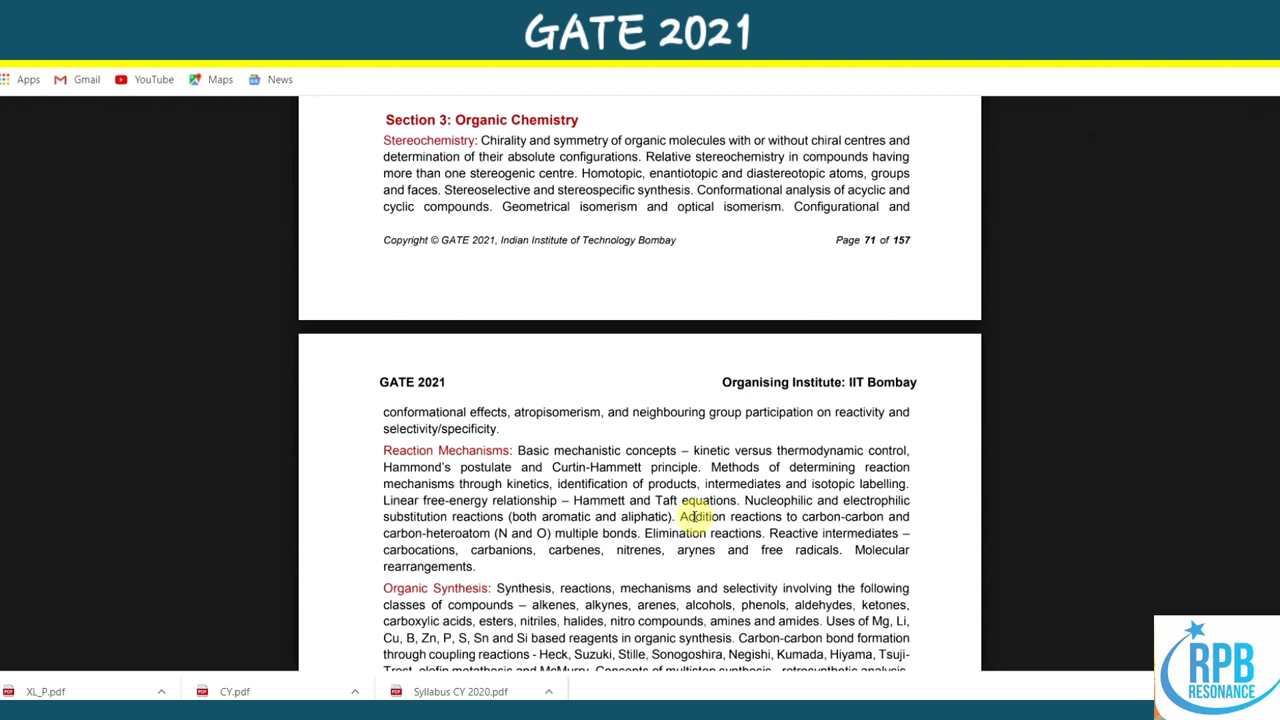 GATE 2021
Apps Gmail YouTube Maps News
Section 3: Organic Chemistry
Stereochemistry: Chirality and symmetry of organic molecules with or without chiral centres and
determination of their absolute configurations. Relative stereochemistry in compounds having
more than one stereogenic centre. Homotopic, enantiotopic and diastereotopic atoms, groups
and faces. Stereoselective and stereospecific synthesis. Conformational analysis of acyclic and
cyclic compounds. Geometrical isomerism and optical isomerism. Configurational and
Copyright © GATE 2021, Indian Institute of Technology Bombay Page 71 of 157
GATE 2021 Organising Institute: IIT Bombay
conformational effects, atropisomerism, and neighbouring group participation on reactivity and
selectivity/specificity.
Reaction Mechanisms: Basic mechanistic concepts – kinetic versus thermodynamic control,
Hammond's postulate and Curtin-Hammett principle. Methods of determining reaction
mechanisms through kinetics, identification of products, intermediates and isotopic labelling.
Linear free-energy relationship – Hammett and Taft equations. Nucleophilic and electrophilic
substitution reactions (both aromatic and aliphatic). Addition reactions to carbon-carbon and
carbon-heteroatom (N and O) multiple bonds. Elimination reactions. Reactive intermediates –
carbocations, carbanions, carbenes, nitrenes, arynes and free radicals. Molecular
rearrangements.
Organic Synthesis: Synthesis, reactions, mechanisms and selectivity involving the following
classes of compounds – alkenes, alkynes, arenes, alcohols, phenols, aldehydes, ketones,
carboxylic acids, esters, nitriles, halides, nitro compounds, amines and amides. Uses of Mg, Li,
Cu, B, Zn, P, S, Sn and Si based reagents in organic synthesis. Carbon-carbon bond formation
through coupling reactions - Heck, Suzuki, Stille, Sonogoshira, Negishi, Kumada, Hiyama, Tsuji-
Trost, olefin metathesis and McMurry. Concepts of multistep synthesis - retrosynthetic analysis,
XL_P.pdf CY.pdf Syllabus CY 2020.pdf
RPB
RESONANCE